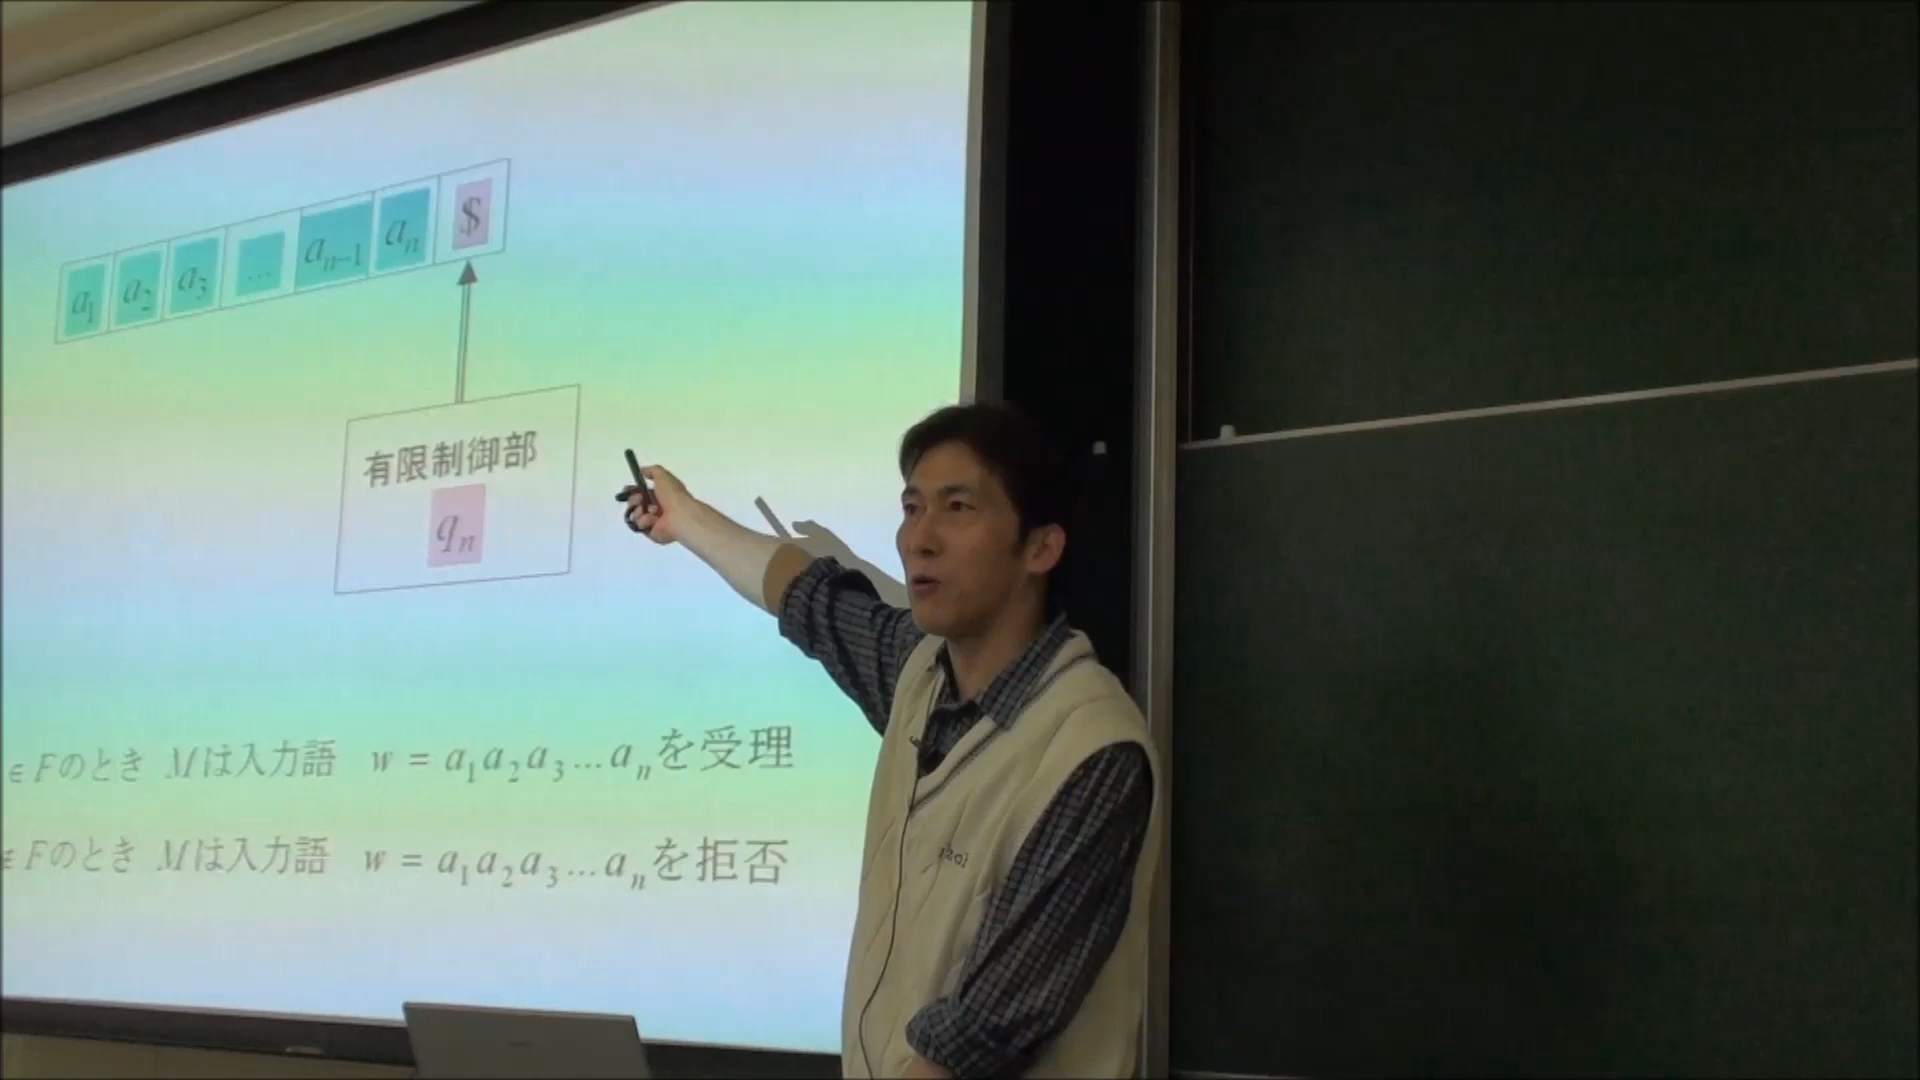 a₁ a₂ a₃ … aₙ₋₁ aₙ $
有限制御部
qₙ
∈ Fのとき Mは入力語 w = a₁a₂a₃…aₙを受理
Fのとき Mは入力語 w = a₁a₂a₃…aₙを拒否